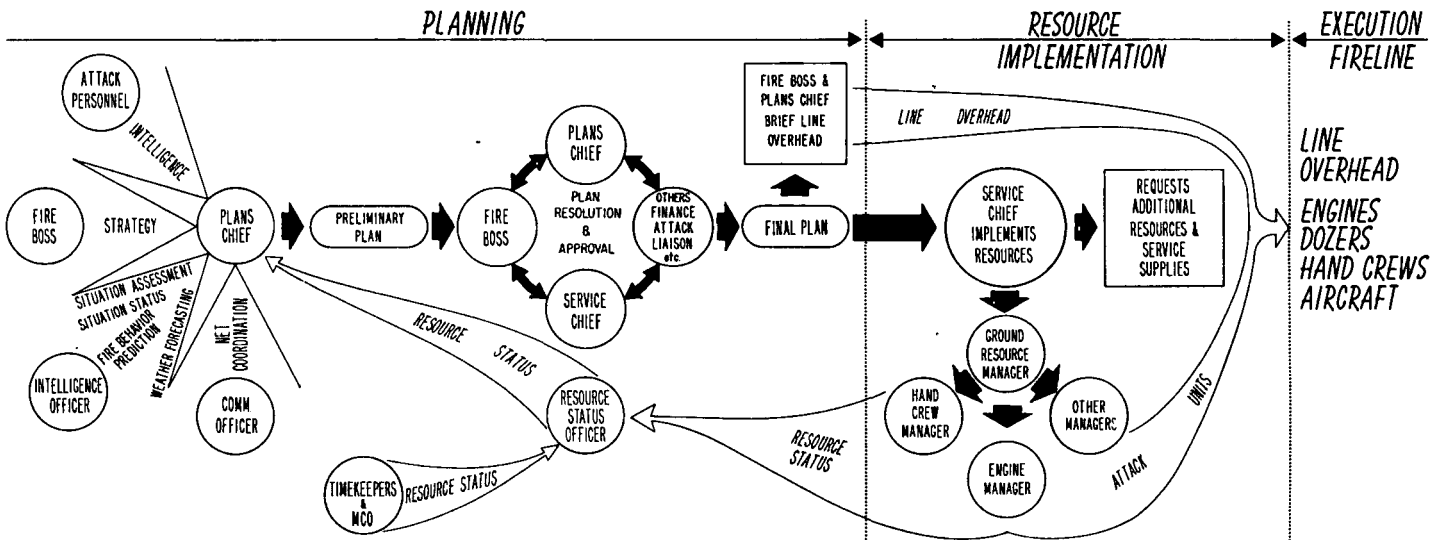 PLANNING
RESOURCE
IMPLEMENTATION
EXECUTION
FIRELINE
ATTACK
PERSONNEL
INTELLIGENCE
FIRE
BOSS
STRATEGY
PLANS
CHIEF
SITUATION ASSESSMENT
SITUATION STATUS
FIRE BEHAVIOR
PREDICTION
WEATHER FORECASTING
NET
COORDINATION
INTELLIGENCE
OFFICER
COMM
OFFICER
PRELIMINARY
PLAN
PLANS
CHIEF
FIRE
BOSS
PLAN
RESOLUTION
&
APPROVAL
OTHERS
FINANCE
ATTACK
LIAISON
etc.
SERVICE
CHIEF
FINAL PLAN
FIRE BOSS &
PLANS CHIEF
BRIEF LINE
OVERHEAD
LINE OVERHEAD
SERVICE
CHIEF
IMPLEMENTS
RESOURCES
REQUESTS
ADDITIONAL
RESOURCES &
SERVICE
SUPPLIES
GROUND
RESOURCE
MANAGER
HAND
CREW
MANAGER
OTHER
MANAGERS
ENGINE
MANAGER
ATTACK UNITS
RESOURCE
STATUS
RESOURCE
STATUS
OFFICER
RESOURCE STATUS
TIMEKEEPERS
&
MCO
RESOURCE STATUS
LINE
OVERHEAD
ENGINES
DOZERS
HAND CREWS
AIRCRAFT